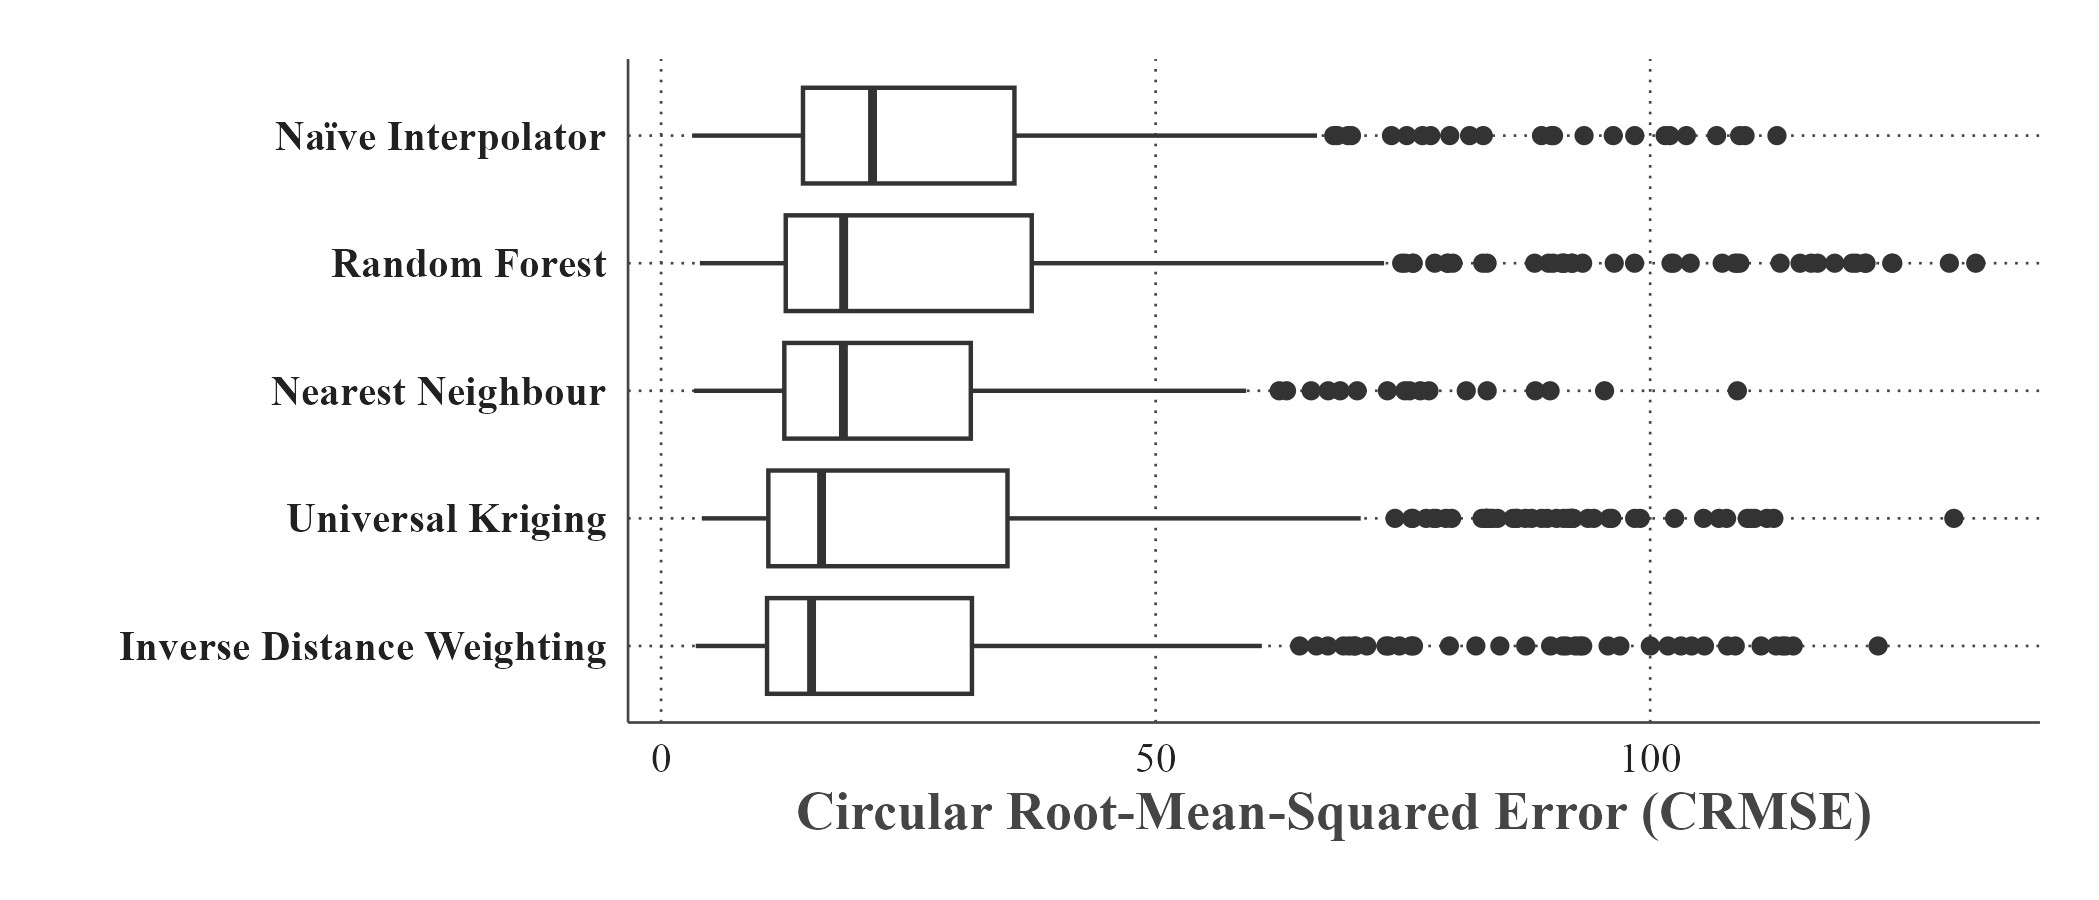 Naïve Interpolator
Random Forest
Nearest Neighbour
Universal Kriging
Inverse Distance Weighting
0 50 100
Circular Root-Mean-Squared Error (CRMSE)